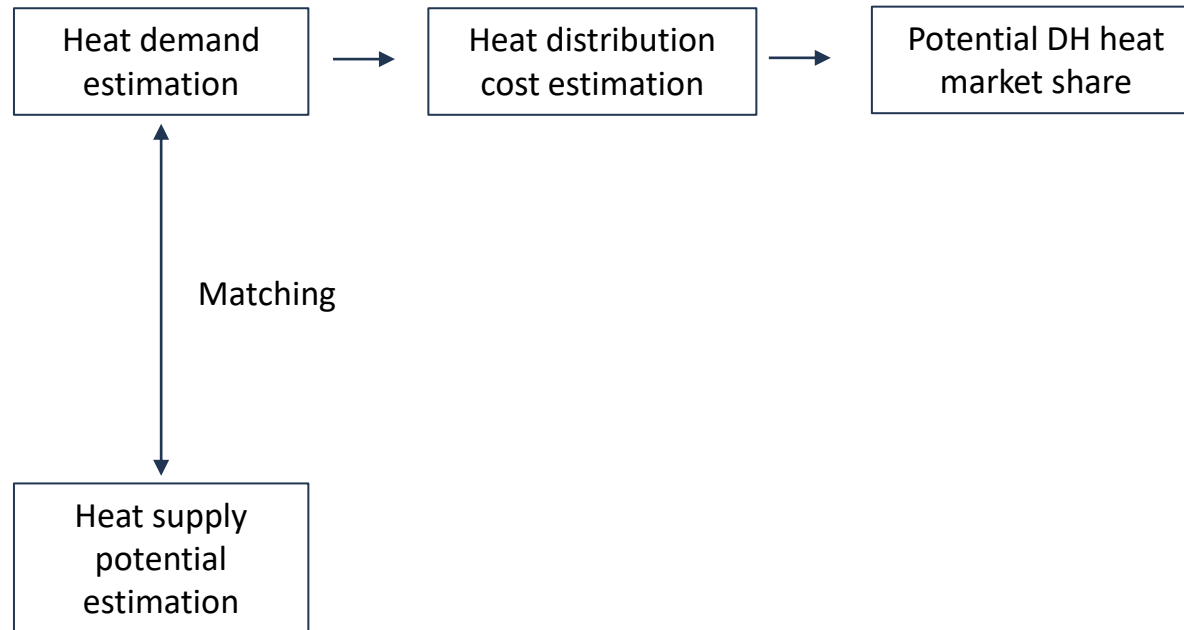 Heat demand
estimation
Heat distribution
cost estimation
Potential DH heat
market share
Matching
Heat supply
potential
estimation